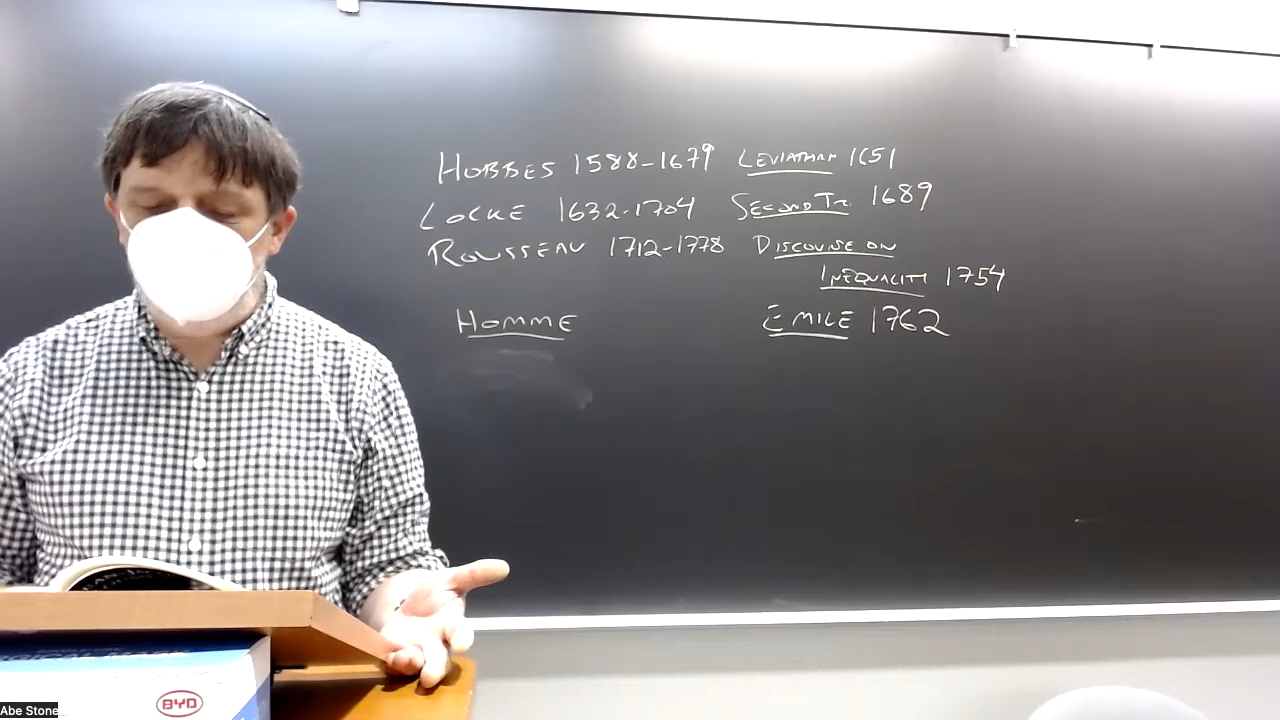 HOBBES 1588-1679 LEVIATHAN 1651
LOCKE 1632-1704 SECOND TR. 1689
ROUSSEAU 1712-1778 DISCOURSE ON
INEQUALITY 1754
HOMME EMILE 1762
BYD
Abe Stone